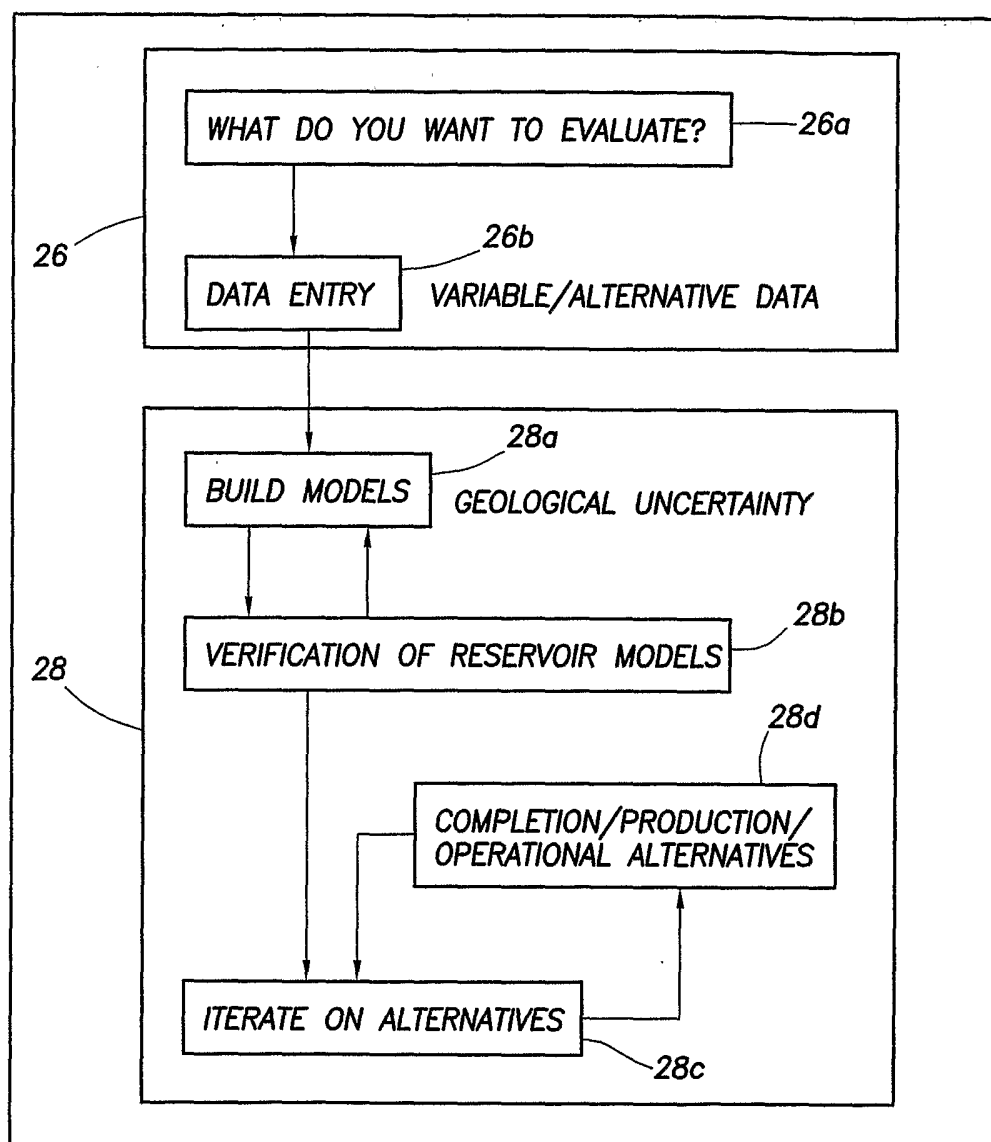 WHAT DO YOU WANT TO EVALUATE?
26a
26
26b
DATA ENTRY
VARIABLE/ALTERNATIVE DATA
28a
BUILD MODELS
GEOLOGICAL UNCERTAINTY
28b
VERIFICATION OF RESERVOIR MODELS
28
28d
COMPLETION/PRODUCTION/
OPERATIONAL ALTERNATIVES
ITERATE ON ALTERNATIVES
28c